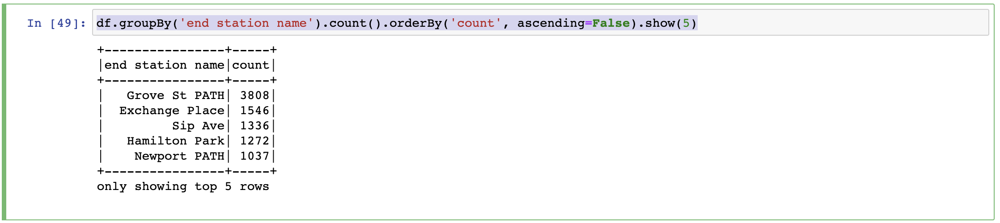 In [49]: df.groupBy('end station name').count().orderBy('count', ascending=False).show(5)
+----------------+-----+
|end station name|count|
+----------------+-----+
|   Grove St PATH| 3808|
|  Exchange Place| 1546|
|         Sip Ave| 1336|
|   Hamilton Park| 1272|
|    Newport PATH| 1037|
+----------------+-----+
only showing top 5 rows